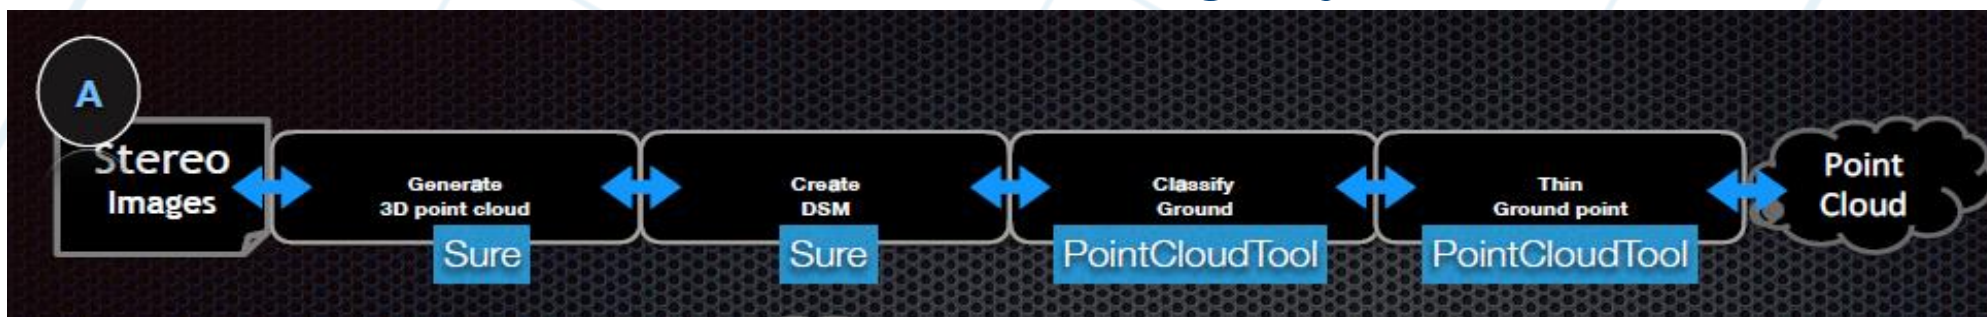 A
Stereo
Images
Generate
3D point cloud
Sure
Create
DSM
Sure
Classify
Ground
PointCloudTool
Thin
Ground point
PointCloudTool
Point
Cloud